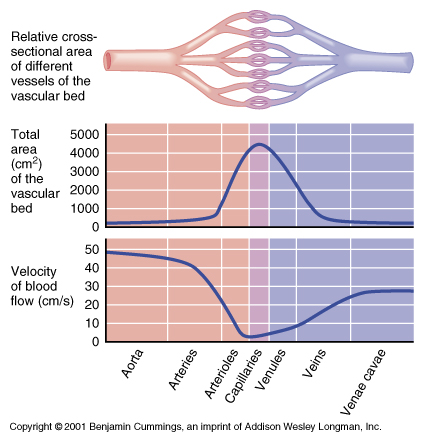 Relative cross-
sectional area
of different
vessels of the
vascular bed
Total
area
(cm2)
of the
vascular
bed
5000
4000
3000
2000
1000
0
Velocity
of blood
flow (cm/s)
50
40
30
20
10
0
Aorta
Arteries
Arterioles
Capillaries
Venules
Veins
Venae cavae
Copyright © 2001 Benjamin Cummings, an imprint of Addison Wesley Longman, Inc.